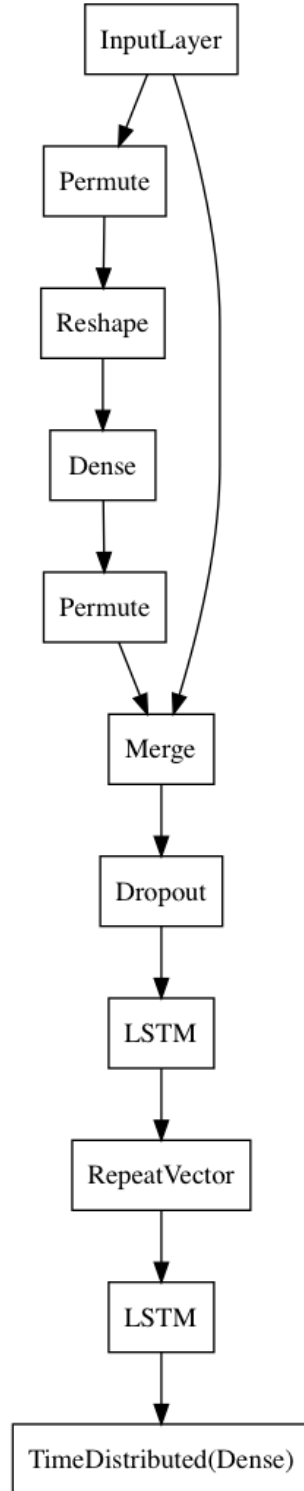 InputLayer
Permute
Reshape
Dense
Permute
Merge
Dropout
LSTM
RepeatVector
LSTM
TimeDistributed(Dense)